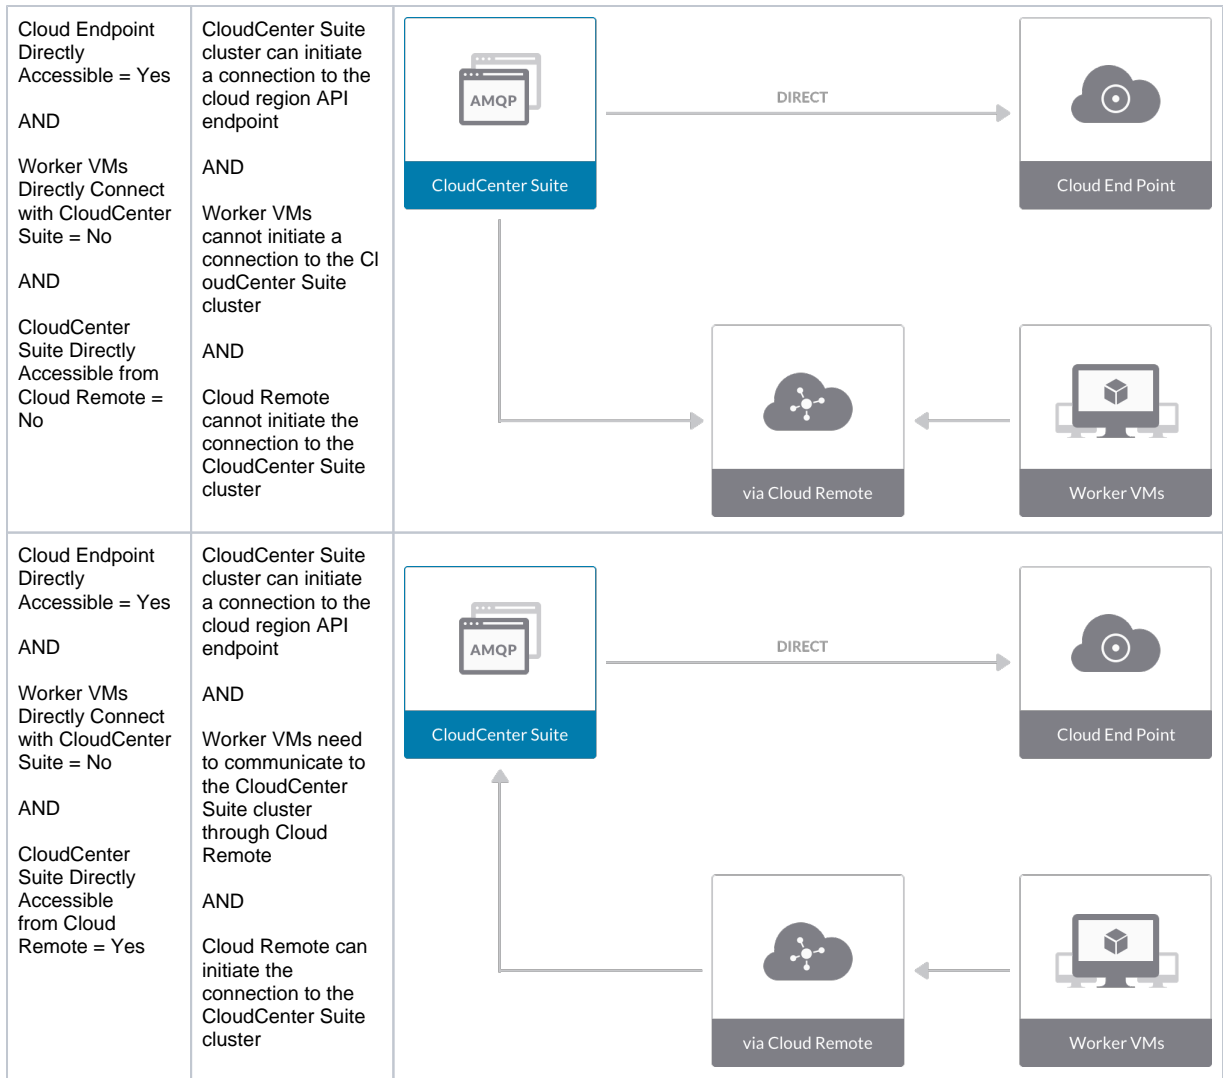 Cloud Endpoint
Directly
Accessible = Yes
AND
Worker VMs
Directly Connect
with CloudCenter
Suite = No
AND
CloudCenter
Suite Directly
Accessible from
Cloud Remote =
No
CloudCenter Suite
cluster can initiate
a connection to the
cloud region API
endpoint
AND
Worker VMs
cannot initiate a
connection to the Cl
oudCenter Suite
cluster
AND
Cloud Remote
cannot initiate the
connection to the
CloudCenter Suite
cluster
AMQP
CloudCenter Suite
DIRECT
Cloud End Point
via Cloud Remote
Worker VMs
Cloud Endpoint
Directly
Accessible = Yes
AND
Worker VMs
Directly Connect
with CloudCenter
Suite = No
AND
CloudCenter
Suite Directly
Accessible
from Cloud
Remote = Yes
CloudCenter Suite
cluster can initiate
a connection to the
cloud region API
endpoint
AND
Worker VMs need
to communicate to
the CloudCenter
Suite cluster
through Cloud
Remote
AND
Cloud Remote can
initiate the
connection to the
CloudCenter Suite
cluster
AMQP
CloudCenter Suite
DIRECT
Cloud End Point
via Cloud Remote
Worker VMs